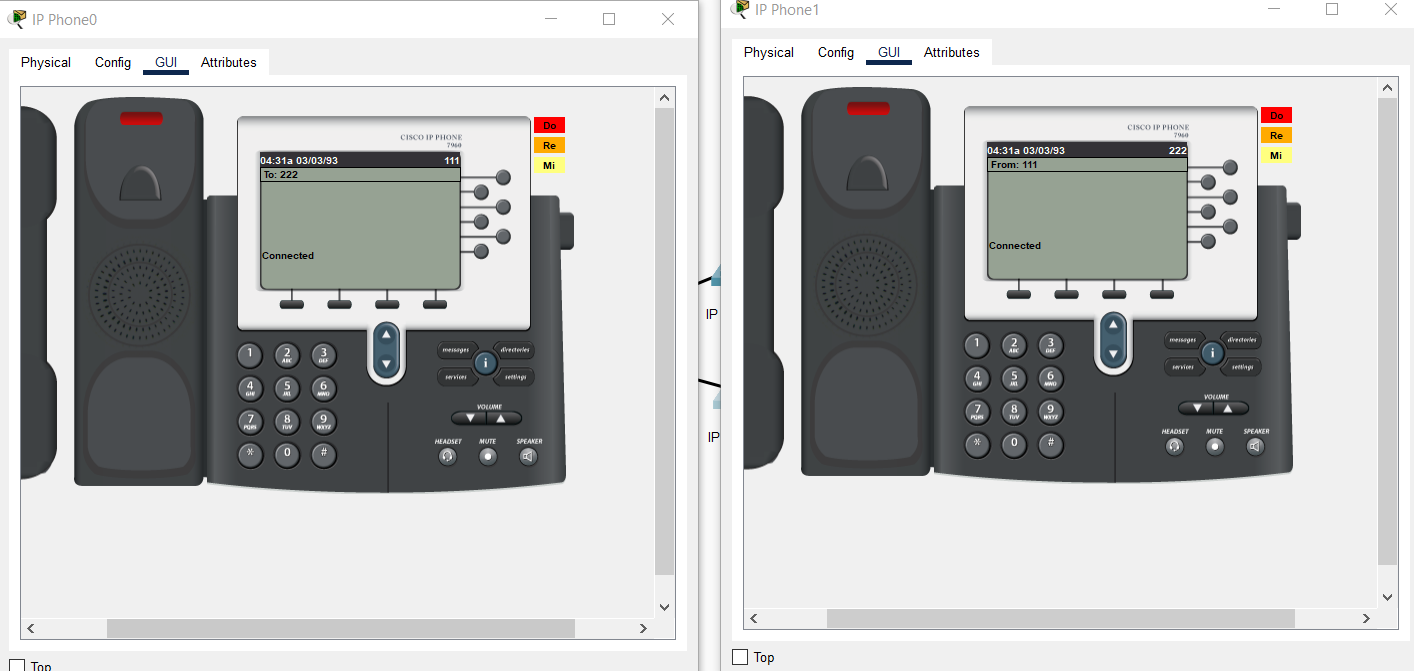 IP Phone0
Physical Config GUI Attributes
CISCO IP PHONE
7960
Do
Re
Mi
04:31a 03/03/93 111
To: 222
Connected
1 2 ABC 3 DEF
4 GHI 5 JKL 6 MNO
7 PQRS 8 TUV 9 WXYZ
* 0 #
messages directories
i
services settings
VOLUME
HEADSET MUTE SPEAKER
Top
IP
IP
IP Phone1
Physical Config GUI Attributes
CISCO IP PHONE
7960
Do
Re
Mi
04:31a 03/03/93 222
From: 111
Connected
1 2 ABC 3 DEF
4 GHI 5 JKL 6 MNO
7 PQRS 8 TUV 9 WXYZ
* 0 #
messages directories
i
services settings
VOLUME
HEADSET MUTE SPEAKER
Top